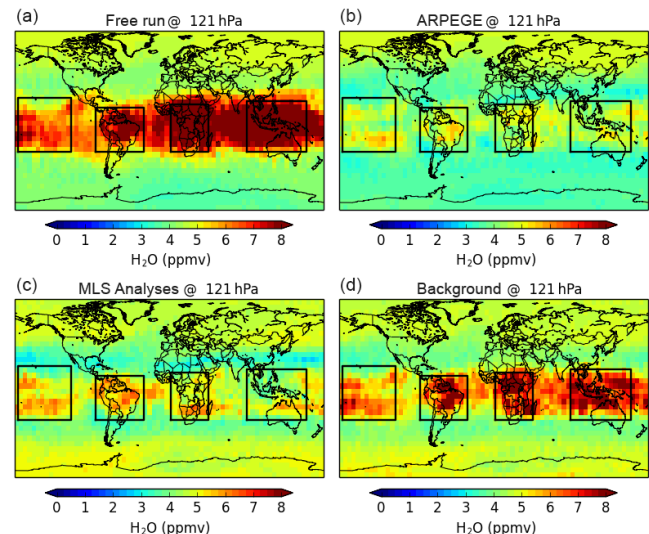 (a) Free run @ 121 hPa
(b) ARPEGE @ 121 hPa
0 1 2 3 4 5 6 7 8
H₂O (ppmv)
0 1 2 3 4 5 6 7 8
H₂O (ppmv)
(c) MLS Analyses @ 121 hPa
(d) Background @ 121 hPa
0 1 2 3 4 5 6 7 8
H₂O (ppmv)
0 1 2 3 4 5 6 7 8
H₂O (ppmv)